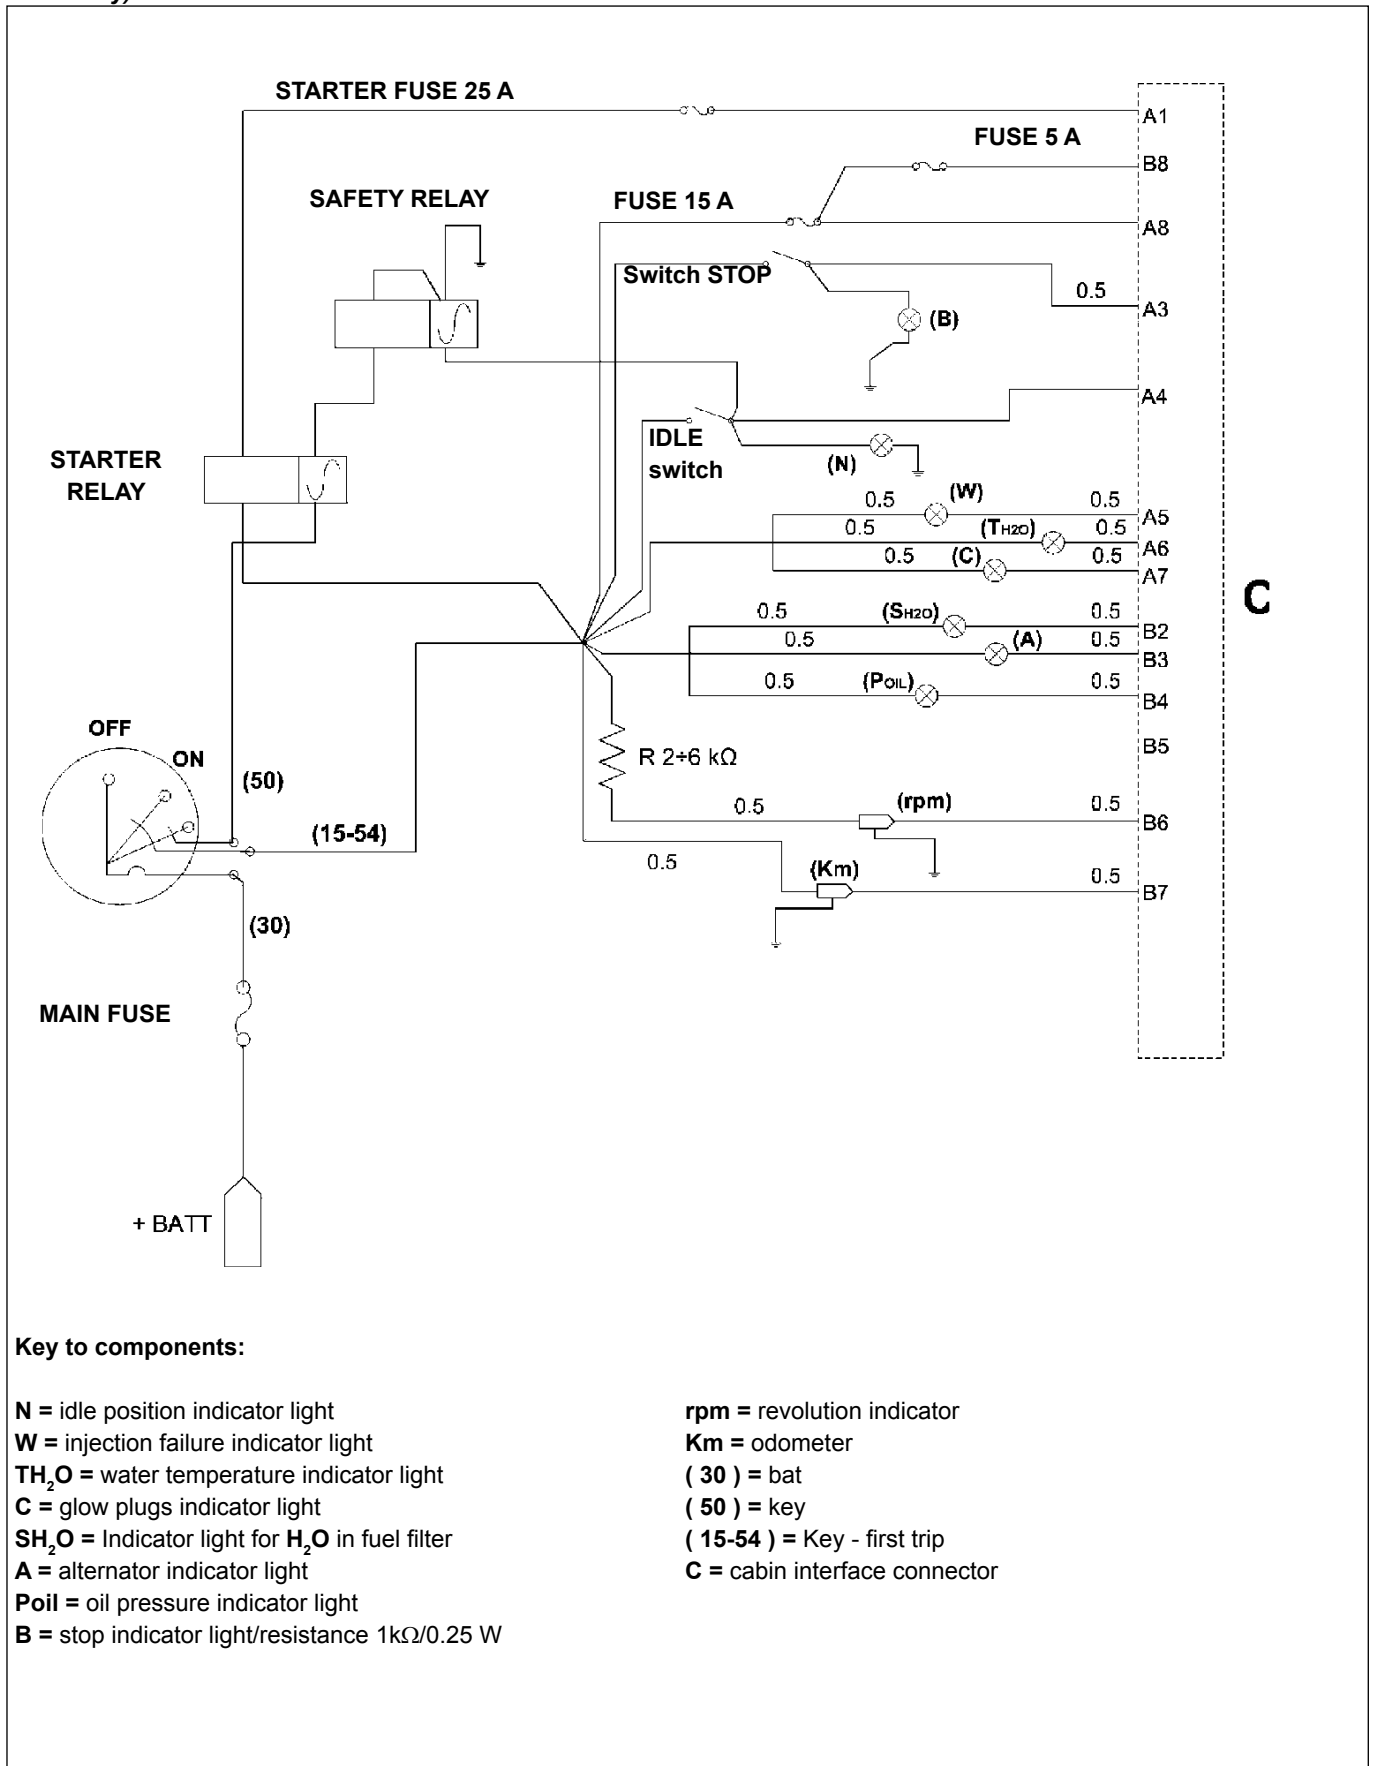 STARTER FUSE 25 A
A1
FUSE 5 A
B8
SAFETY RELAY
FUSE 15 A
A8
Switch STOP
0.5
A3
(B)
A4
IDLE
switch
(N)
STARTER
RELAY
0.5
(W)
0.5
A5
0.5
(TH2O)
0.5
A6
0.5
(C)
0.5
A7
C
0.5
(SH2O)
0.5
B2
0.5
(A)
0.5
B3
0.5
(POIL)
0.5
B4
OFF
ON
B5
R 2÷6 kΩ
(50)
0.5
(rpm)
0.5
B6
(15-54)
0.5
(Km)
0.5
B7
(30)
MAIN FUSE
+ BATT
Key to components:
N = idle position indicator light
W = injection failure indicator light
TH₂O = water temperature indicator light
C = glow plugs indicator light
SH₂O = Indicator light for H₂O in fuel filter
A = alternator indicator light
Poil = oil pressure indicator light
B = stop indicator light/resistance 1kΩ/0.25 W
rpm = revolution indicator
Km = odometer
( 30 ) = bat
( 50 ) = key
( 15-54 ) = Key - first trip
C = cabin interface connector